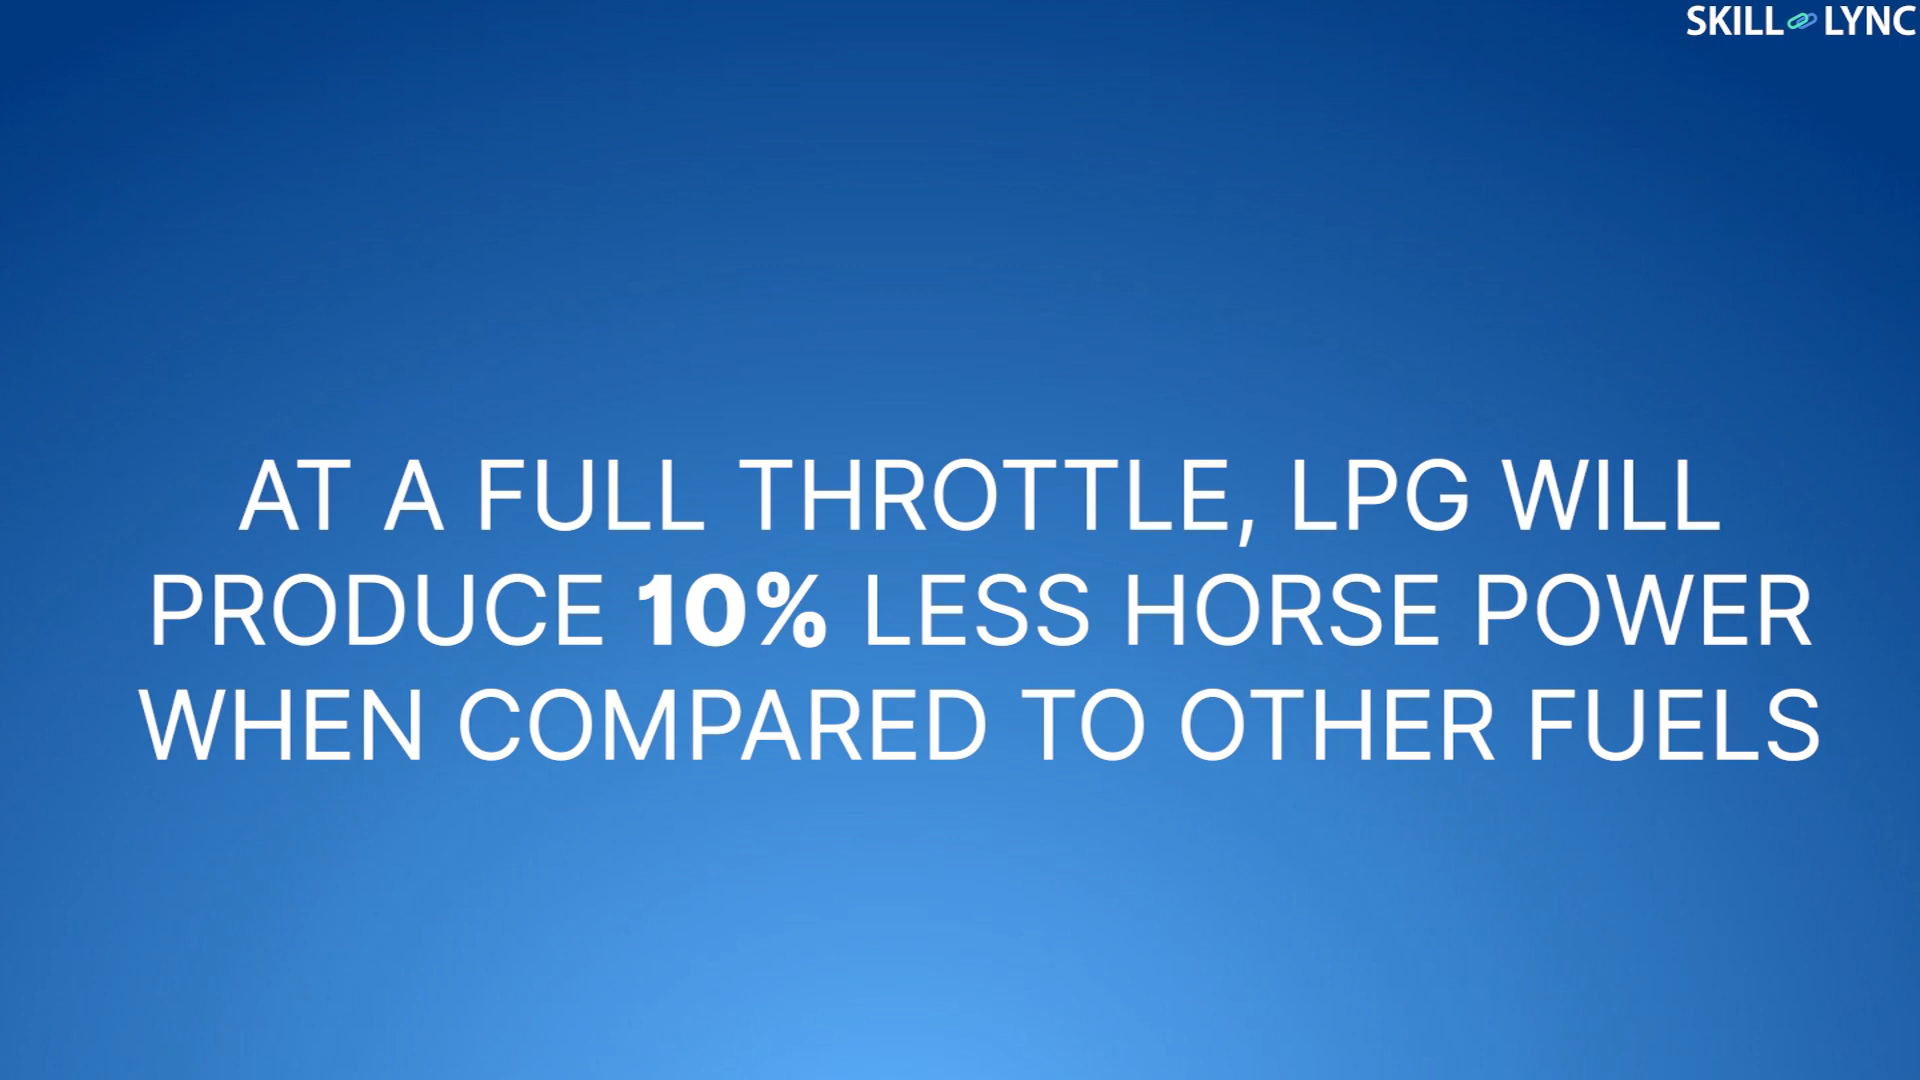 SKILL LYNC
AT A FULL THROTTLE, LPG WILL
PRODUCE 10% LESS HORSE POWER
WHEN COMPARED TO OTHER FUELS